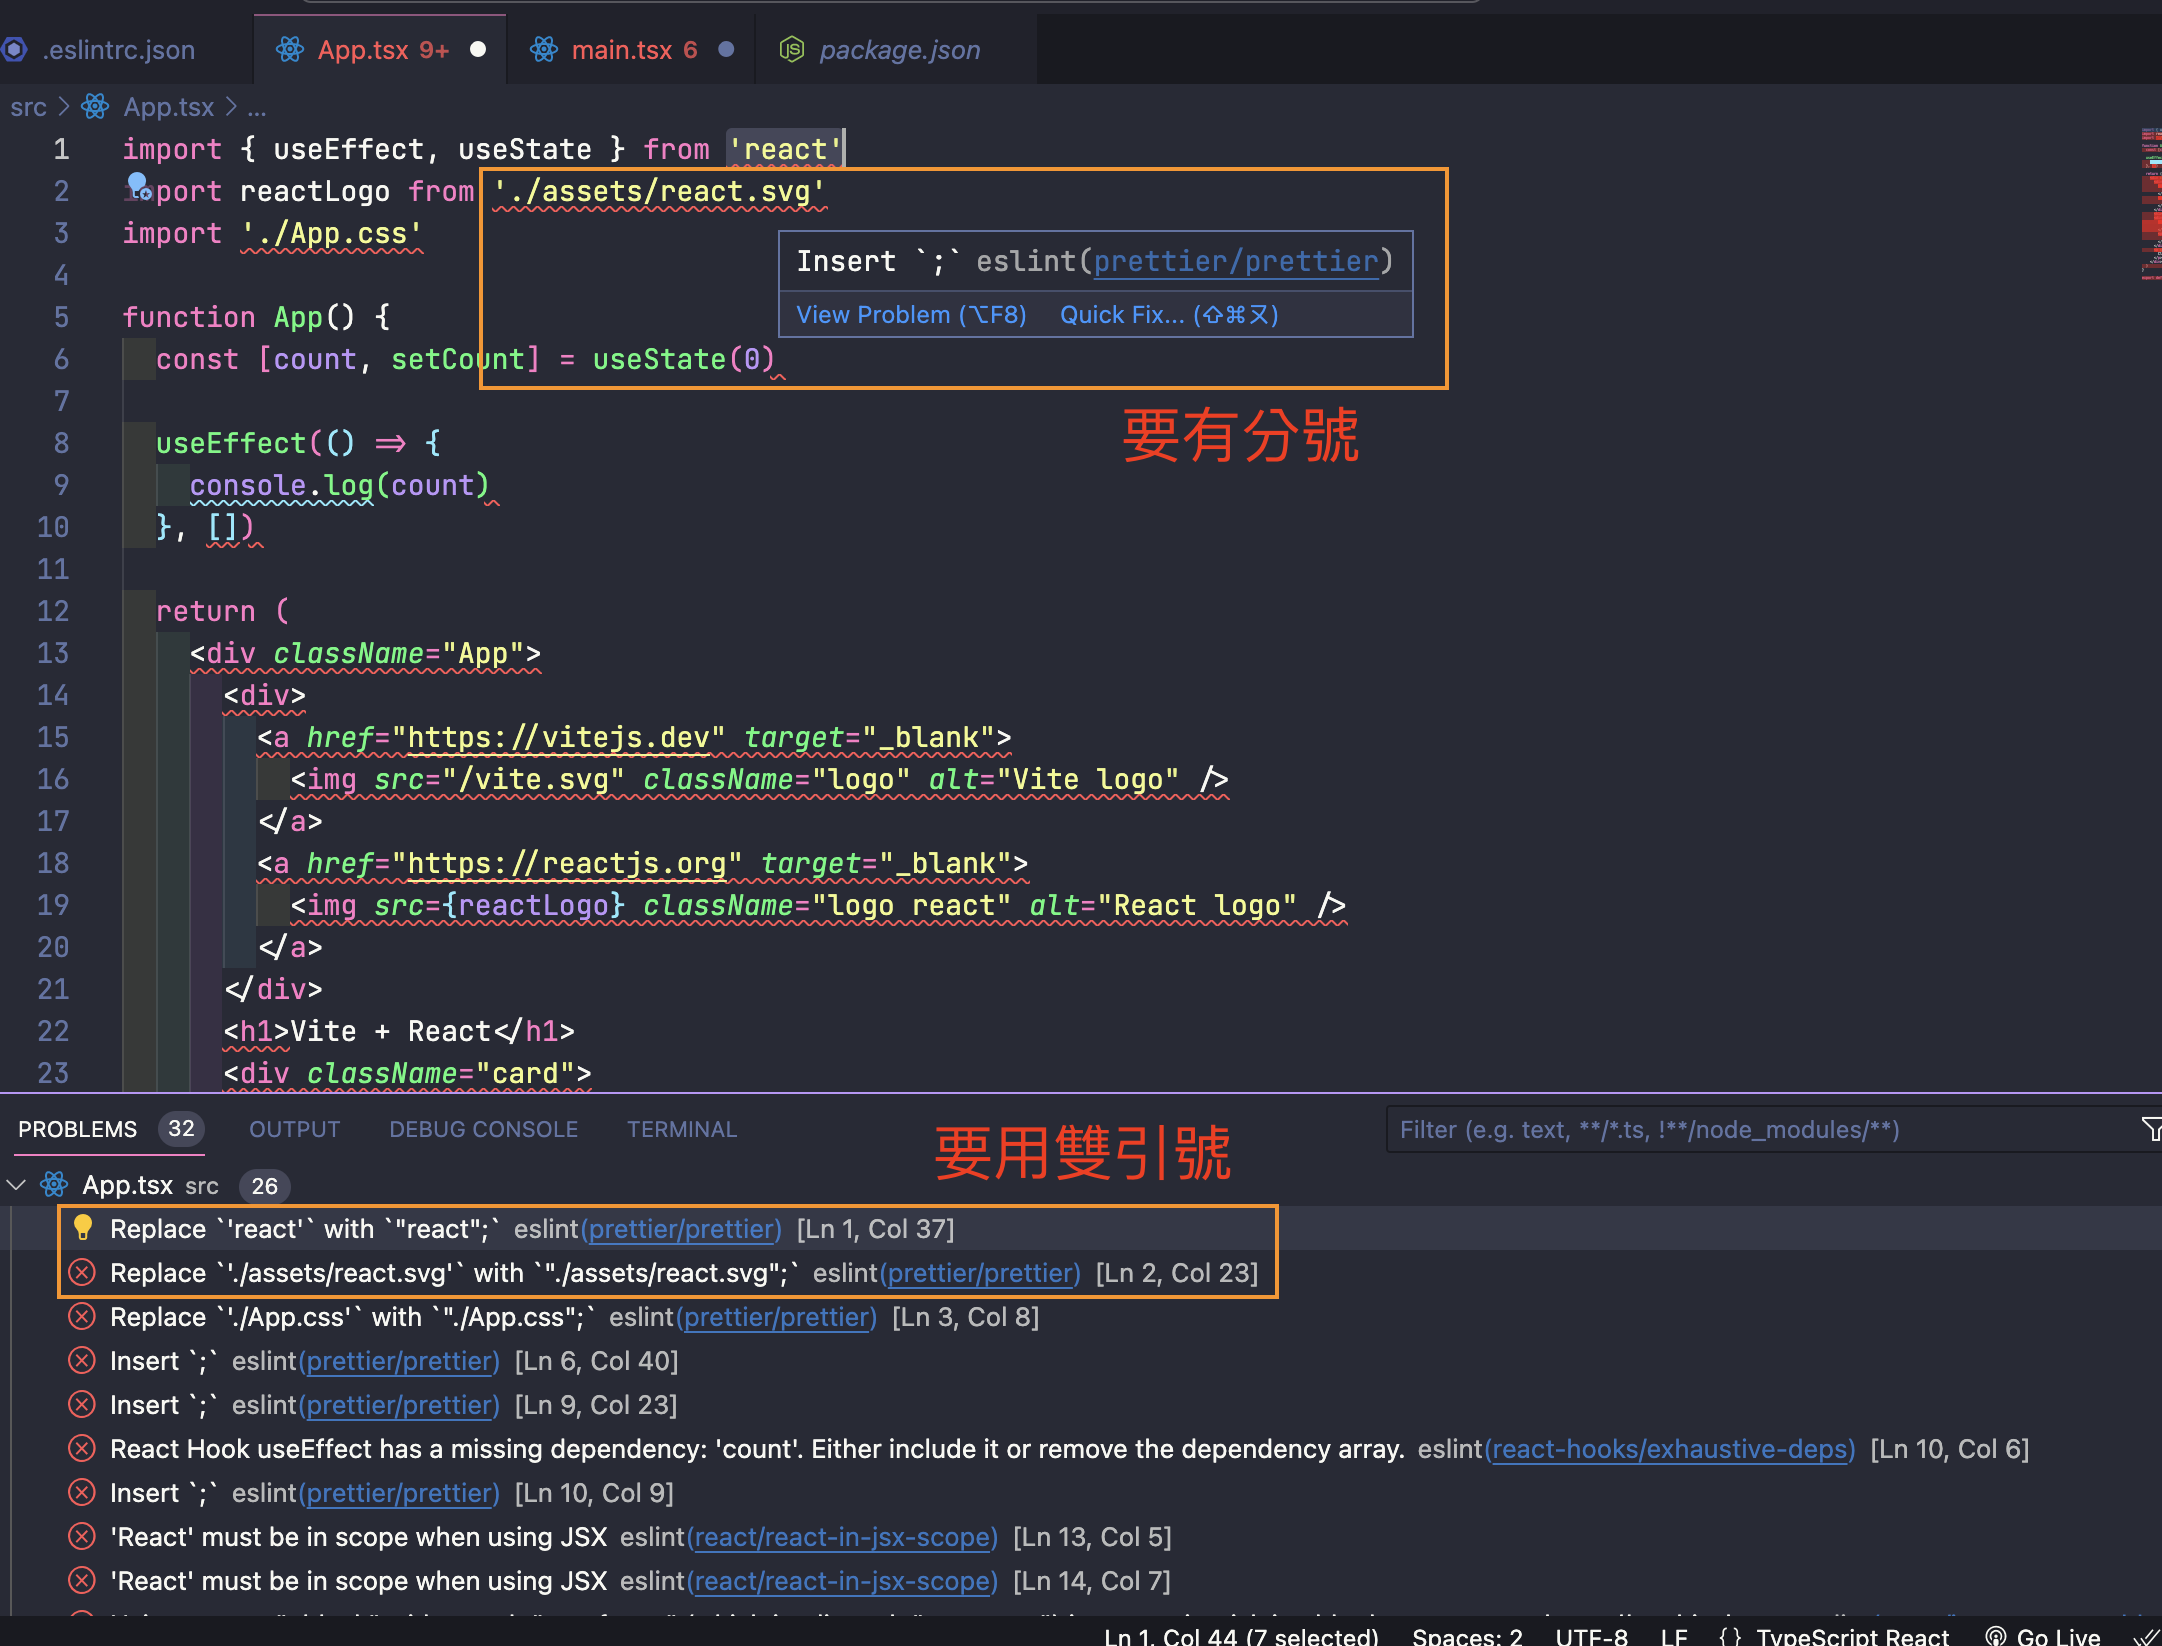 .eslintrc.json
App.tsx 9+
main.tsx 6
package.json
src > App.tsx > ...
1 import { useEffect, useState } from 'react'
2 import reactLogo from './assets/react.svg'
3 import './App.css'
Insert `;` eslint(prettier/prettier)
4
View Problem (⌥F8) Quick Fix... (⇧⌘ㄡ)
5 function App() {
6 const [count, setCount] = useState(0)
7
要有分號
8 useEffect(() => {
9 console.log(count)
10 }, [])
11
12 return (
13 <div className="App">
14 <div>
15 <a href="https://vitejs.dev" target="_blank">
16 <img src="/vite.svg" className="logo" alt="Vite logo" />
17 </a>
18 <a href="https://reactjs.org" target="_blank">
19 <img src={reactLogo} className="logo react" alt="React logo" />
20 </a>
21 </div>
22 <h1>Vite + React</h1>
23 <div className="card">
PROBLEMS 32 OUTPUT DEBUG CONSOLE TERMINAL
要用雙引號
Filter (e.g. text, **/*.ts, !**/node_modules/**)
App.tsx src 26
Replace `'react'` with `"react";` eslint(prettier/prettier) [Ln 1, Col 37]
Replace `'./assets/react.svg'` with `"./assets/react.svg";` eslint(prettier/prettier) [Ln 2, Col 23]
Replace `'./App.css'` with `"./App.css";` eslint(prettier/prettier) [Ln 3, Col 8]
Insert `;` eslint(prettier/prettier) [Ln 6, Col 40]
Insert `;` eslint(prettier/prettier) [Ln 9, Col 23]
React Hook useEffect has a missing dependency: 'count'. Either include it or remove the dependency array. eslint(react-hooks/exhaustive-deps) [Ln 10, Col 6]
Insert `;` eslint(prettier/prettier) [Ln 10, Col 9]
'React' must be in scope when using JSX eslint(react/react-in-jsx-scope) [Ln 13, Col 5]
'React' must be in scope when using JSX eslint(react/react-in-jsx-scope) [Ln 14, Col 7]
Ln 1, Col 44 (7 selected) Spaces: 2 UTF-8 LF {} TypeScript React Go Live